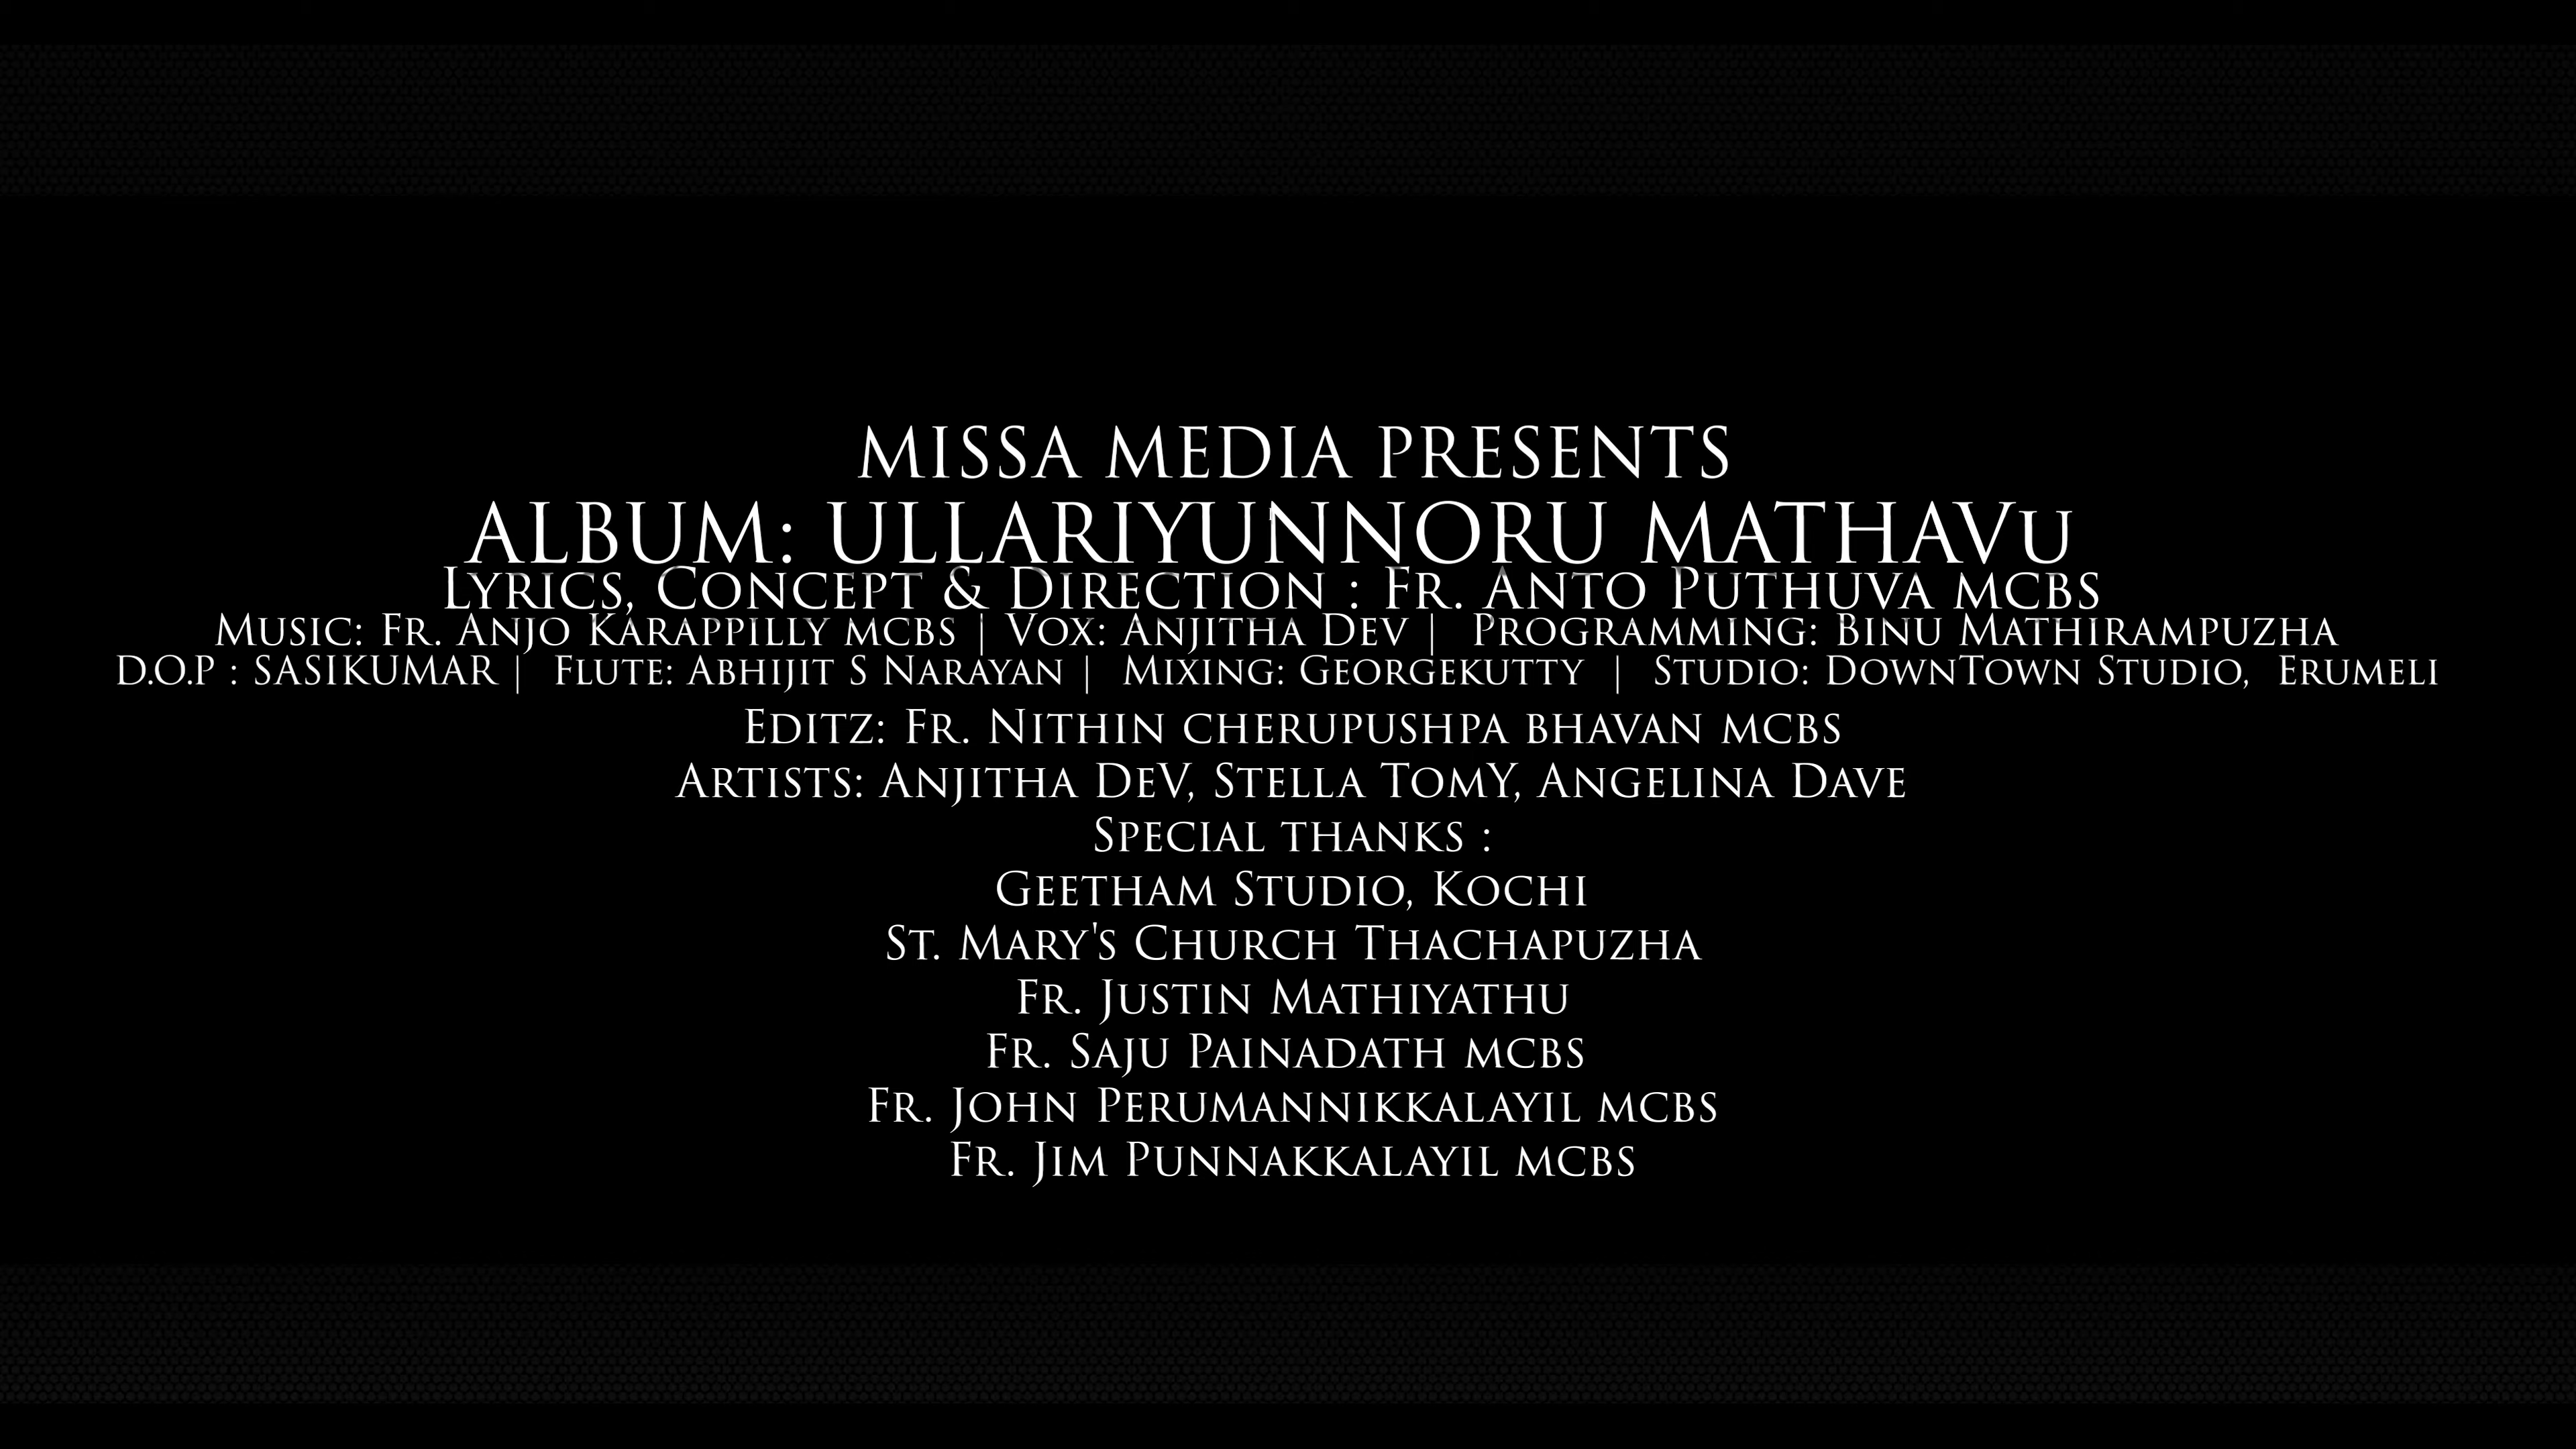 MISSA MEDIA PRESENTS
ALBUM: ULLARIYUNNORU MATHAVU
Lyrics, Concept & Direction : Fr. Anto Puthuva mcbs
Music: Fr. Anjo Karappilly mcbs | Vox: Anjitha Dev | Programming: Binu Mathirampuzha
D.O.P : SASIKUMAR | Flute: Abhijit S Narayan | Mixing: Georgekutty | Studio: DownTown Studio, Erumeli
Editz: Fr. Nithin cherupushpa bhavan mcbs
Artists: Anjitha DeV, Stella TomY, Angelina Dave
Special thanks :
Geetham Studio, Kochi
St. Mary's Church Thachapuzha
Fr. Justin Mathiyathu
Fr. Saju Painadath mcbs
Fr. John Perumannikkalayil mcbs
Fr. Jim Punnakkalayil mcbs